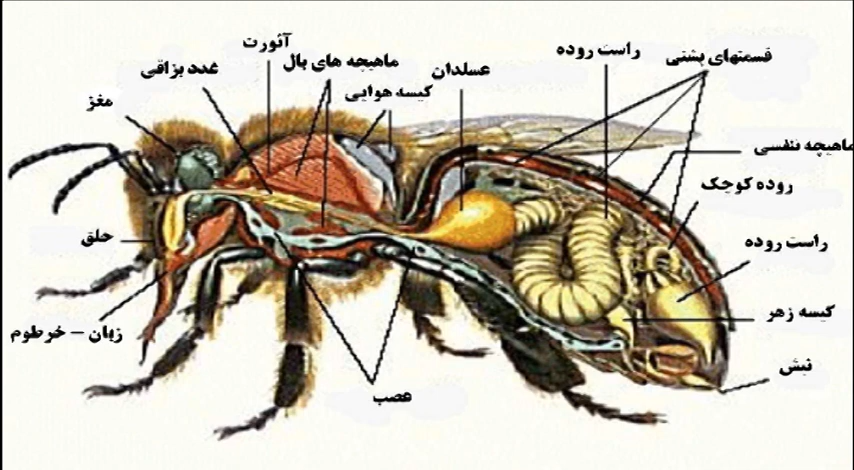 آئورت
راست روده
قسمتهای پشتی
ماهیچه های بال
عسلدان
غدد بزاقی
کیسه هوایی
مغز
ماهیچه تنفسی
روده کوچک
حلق
راست روده
کیسه زهر
زبان - خرطوم
نیش
عصب